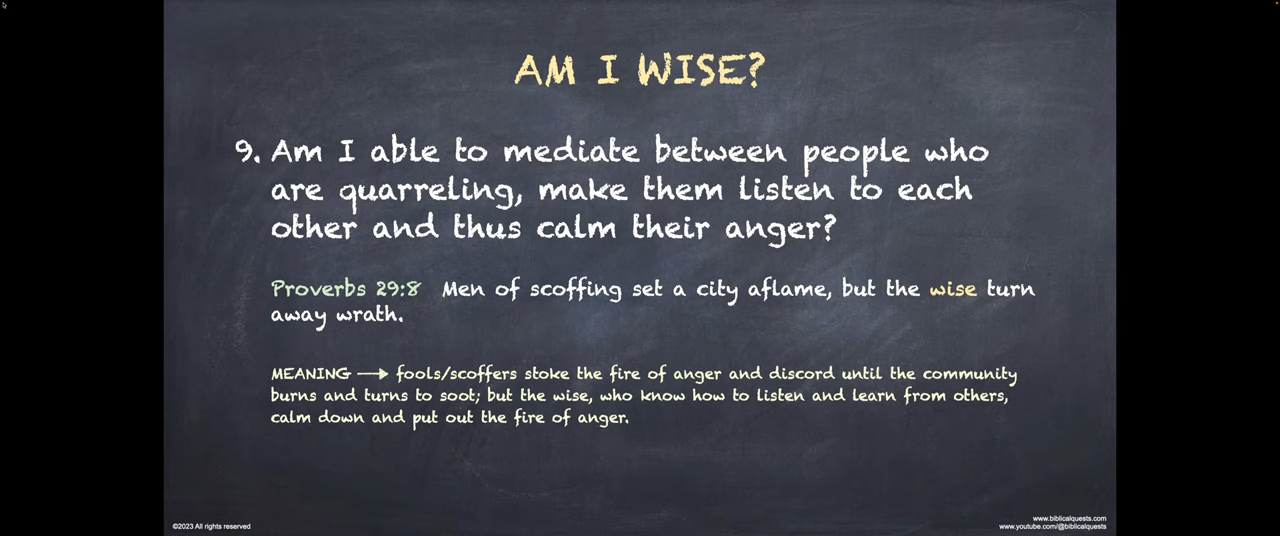 AM I WISE?
9. Am I able to mediate between people who
are quarreling, make them listen to each
other and thus calm their anger?
Proverbs 29:8 Men of scoffing set a city aflame, but the wise turn
away wrath.
MEANING → fools/scoffers stoke the fire of anger and discord until the community
burns and turns to soot; but the wise, who know how to listen and learn from others,
calm down and put out the fire of anger.
©2023 All rights reserved
www.biblicalquests.com
www.youtube.com/@biblicalquests